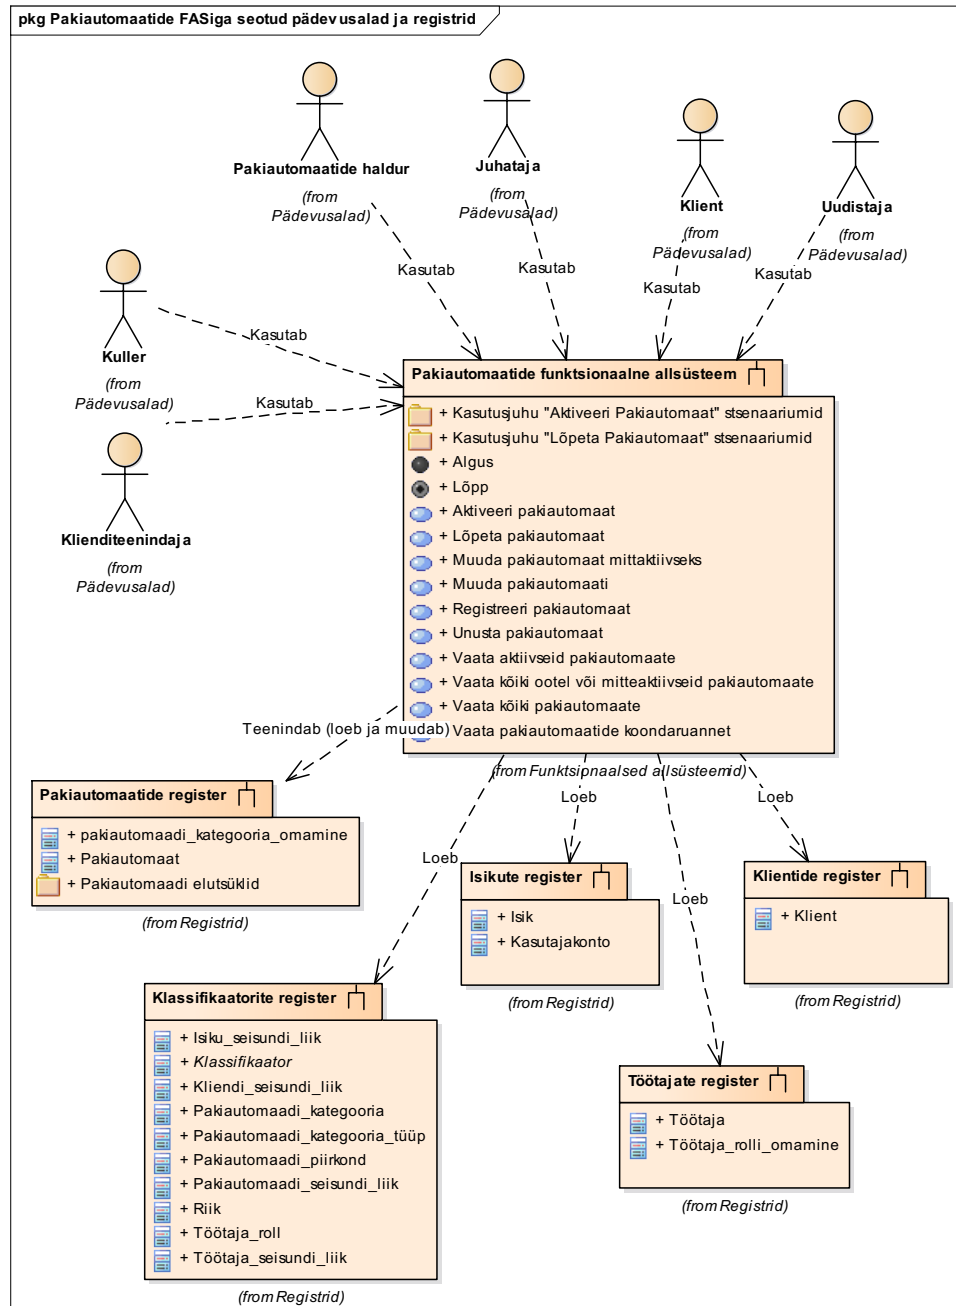 pkg Pakiautomaatide FASiga seotud pädevusalad ja registrid
Pakiautomaatide haldur
(from
Pädevusalad)
Juhataja
(from
Pädevusalad)
Klient
(from
Pädevusalad)
Uudistaja
(from
Pädevusalad)
Kasutab
Kasutab
Kasutab
Kasutab
Kuller
(from
Pädevusalad)
Kasutab
Kasutab
Klienditeenindaja
(from
Pädevusalad)
Pakiautomaatide funktsionaalne allsüsteem
+ Kasutusjuhu "Aktiveeri Pakiautomaat" stsenaariumid
+ Kasutusjuhu "Lõpeta Pakiautomaat" stsenaariumid
+ Algus
+ Lõpp
+ Aktiveeri pakiautomaat
+ Lõpeta pakiautomaat
+ Muuda pakiautomaat mittaktiivseks
+ Muuda pakiautomaati
+ Registreeri pakiautomaat
+ Unusta pakiautomaat
+ Vaata aktiivseid pakiautomaate
+ Vaata kõiki ootel või mitteaktiivseid pakiautomaate
+ Vaata kõiki pakiautomaate
Vaata pakiautomaatide koondaruannet
(from Funktsionaalsed allsüsteemid)
Teenindab (loeb ja muudab)
Loeb
Loeb
Loeb
Loeb
Pakiautomaatide register
+ pakiautomaadi_kategooria_omamine
+ Pakiautomaat
+ Pakiautomaadi elutsüklid
(from Registrid)
Isikute register
+ Isik
+ Kasutajakonto
(from Registrid)
Klientide register
+ Klient
(from Registrid)
Klassifikaatorite register
+ Isiku_seisundi_liik
+ Klassifikaator
+ Kliendi_seisundi_liik
+ Pakiautomaadi_kategooria
+ Pakiautomaadi_kategooria_tüüp
+ Pakiautomaadi_piirkond
+ Pakiautomaadi_seisundi_liik
+ Riik
+ Töötaja_roll
+ Töötaja_seisundi_liik
(from Registrid)
Töötajate register
+ Töötaja
+ Töötaja_rolli_omamine
(from Registrid)